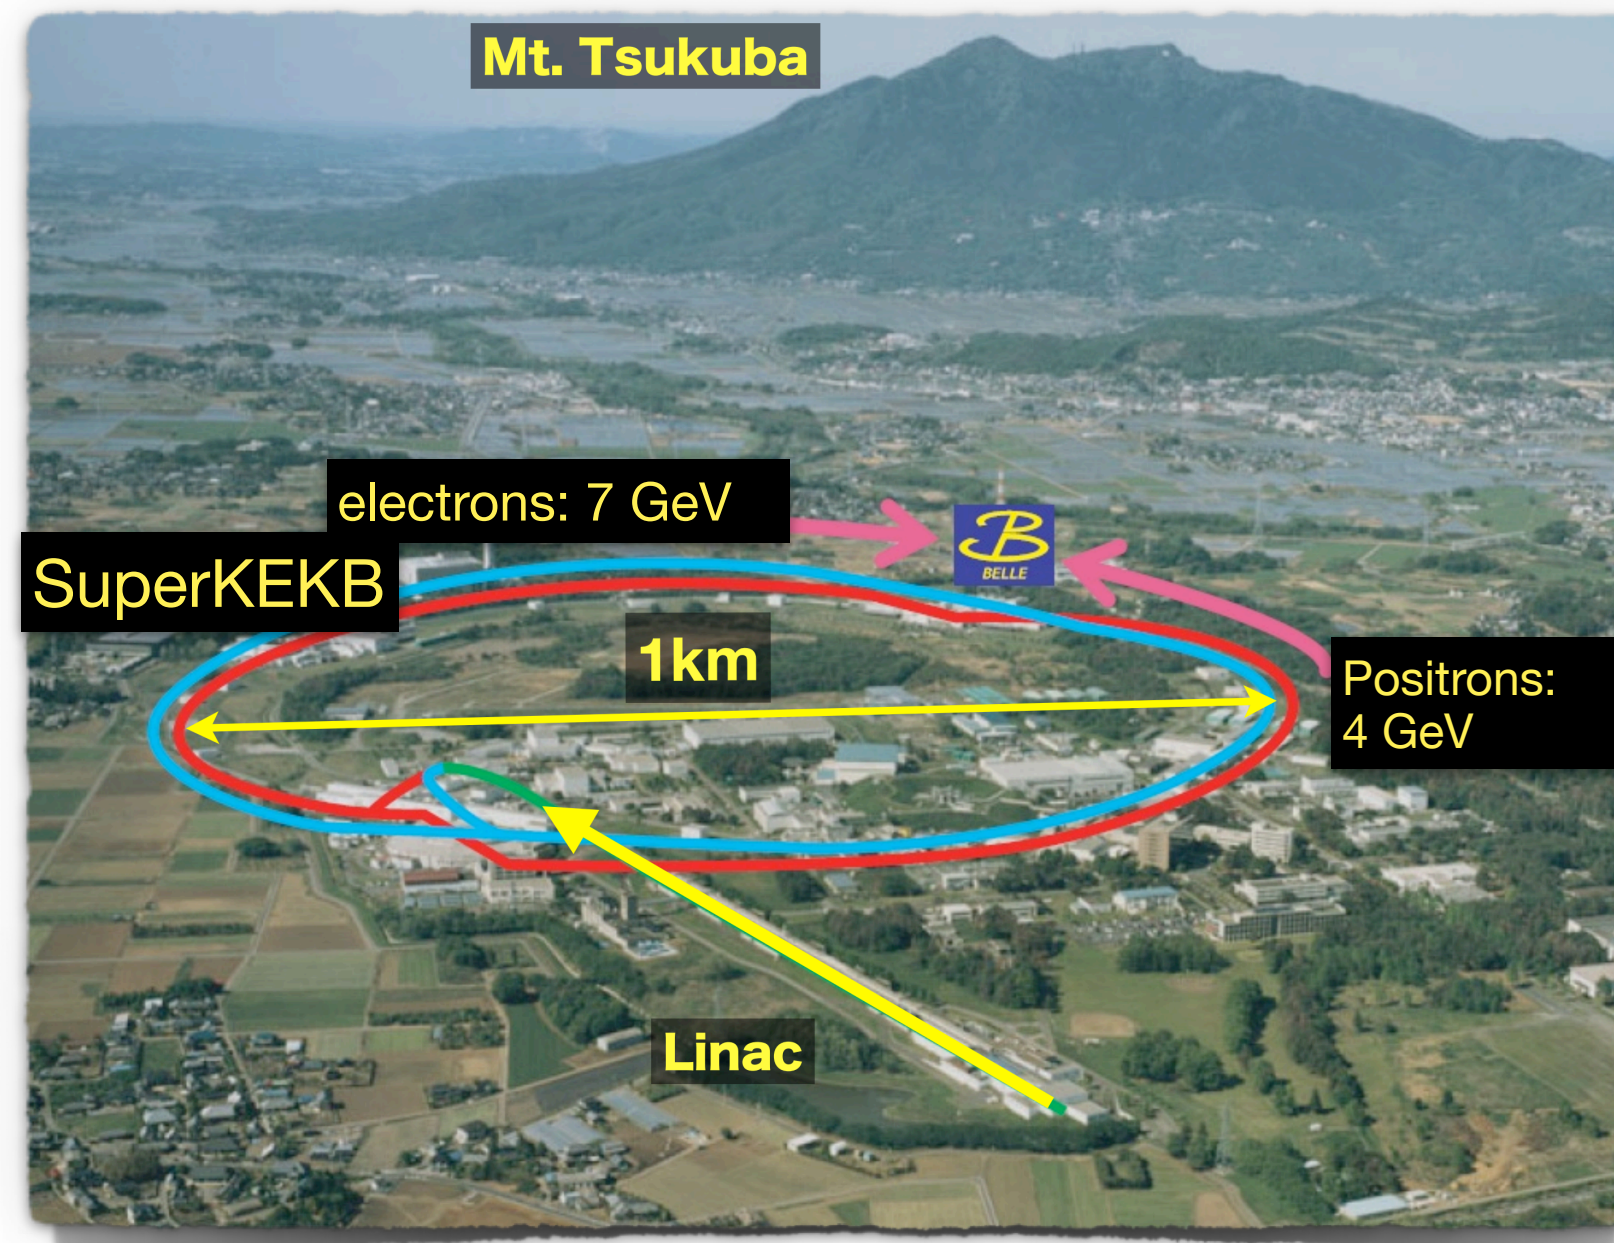 Mt. Tsukuba
electrons: 7 GeV
B
BELLE
SuperKEKB
1km
Positrons:
4 GeV
Linac